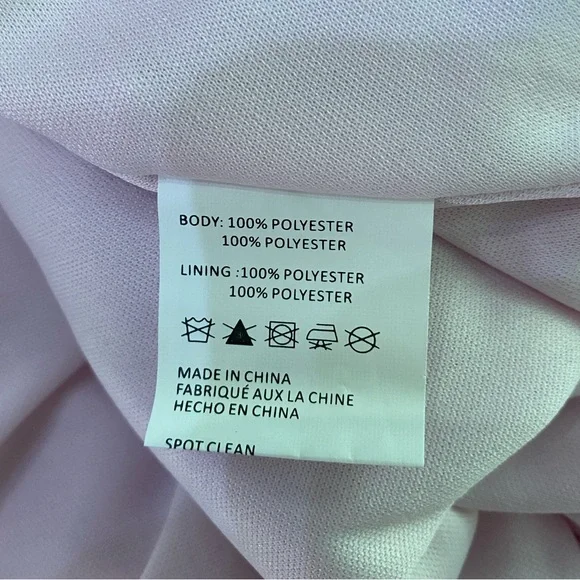 BODY: 100% POLYESTER
100% POLYESTER
LINING :100% POLYESTER
100% POLYESTER
MADE IN CHINA
FABRIQUÉ AUX LA CHINE
HECHO EN CHINA
SPOT CLEAN